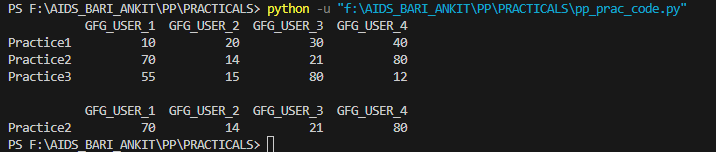 PS F:\AIDS_BARI_ANKIT\PP\PRACTICALS> python -u "f:\AIDS_BARI_ANKIT\PP\PRACTICALS\pp_prac_code.py"
           GFG_USER_1  GFG_USER_2  GFG_USER_3  GFG_USER_4
Practice1          10          20          30          40
Practice2          70          14          21          80
Practice3          55          15          80          12
           GFG_USER_1  GFG_USER_2  GFG_USER_3  GFG_USER_4
Practice2          70          14          21          80
PS F:\AIDS_BARI_ANKIT\PP\PRACTICALS>